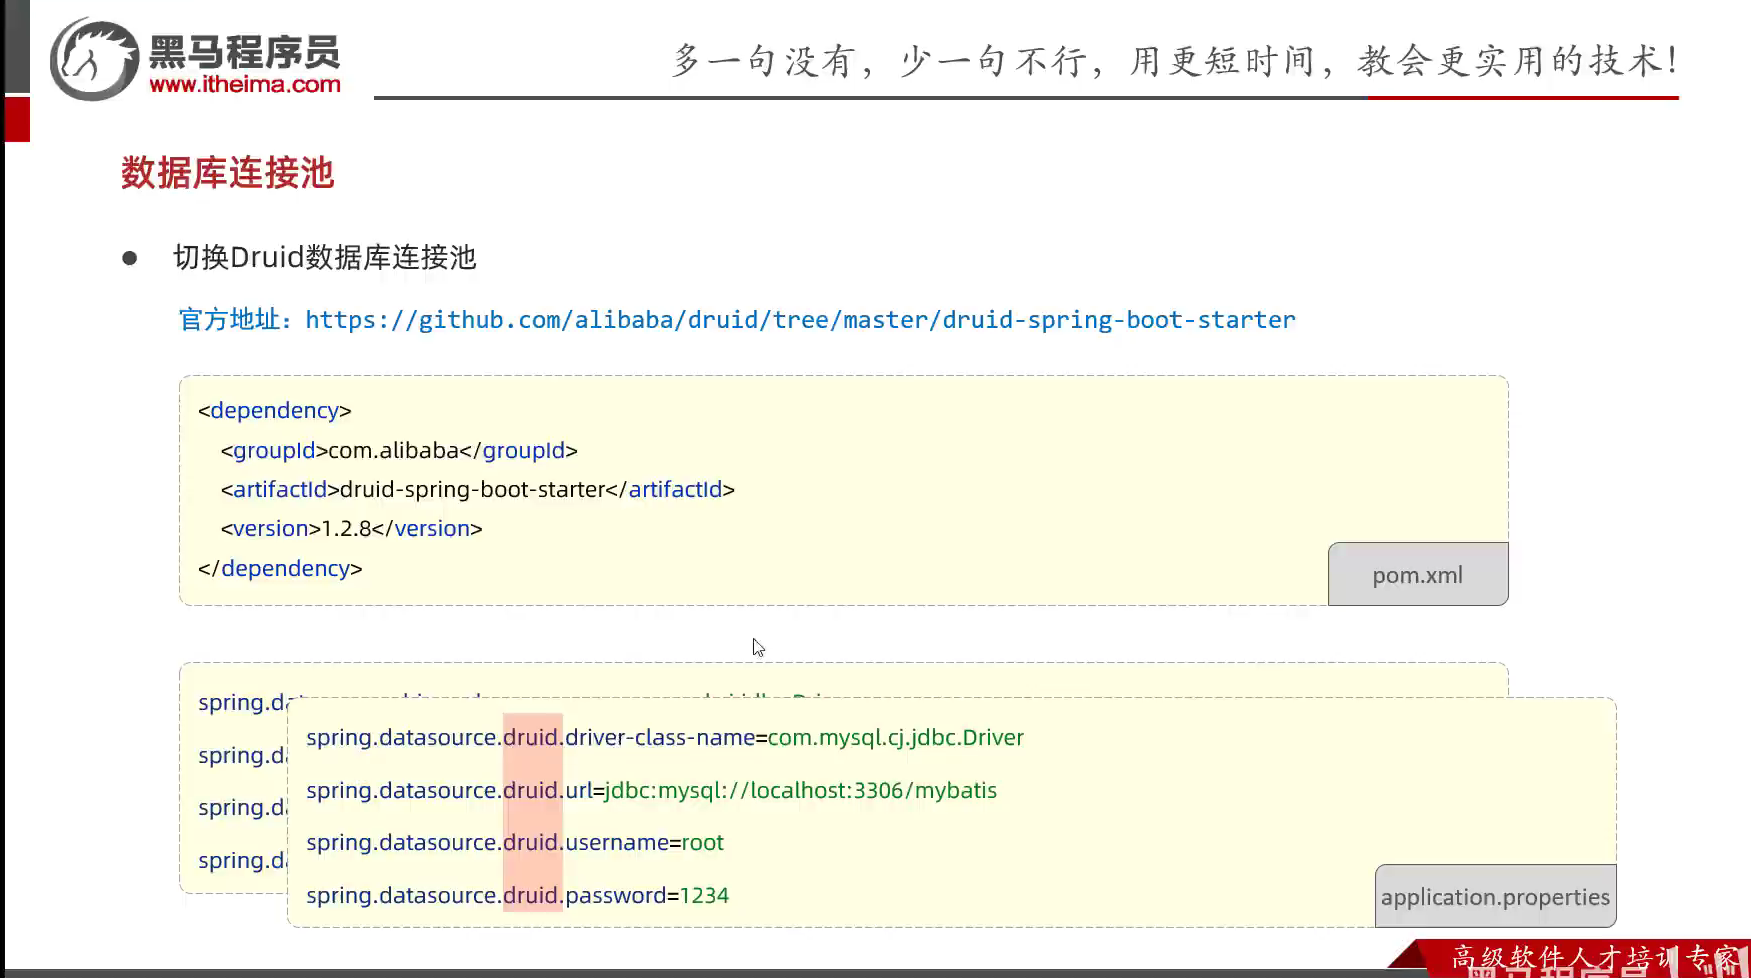 黑马程序员
www.itheima.com
多一句没有，少一句不行，用更短时间，教会更实用的技术！
数据库连接池
● 切换Druid数据库连接池
官方地址：https://github.com/alibaba/druid/tree/master/druid-spring-boot-starter
<dependency>
<groupId>com.alibaba</groupId>
<artifactId>druid-spring-boot-starter</artifactId>
<version>1.2.8</version>
</dependency>
pom.xml
spring.da
spring.d
spring.d
spring.d
spring.datasource.druid.driver-class-name=com.mysql.cj.jdbc.Driver
spring.datasource.druid.url=jdbc:mysql://localhost:3306/mybatis
spring.datasource.druid.username=root
spring.datasource.druid.password=1234
application.properties
高级软件人才培训专家